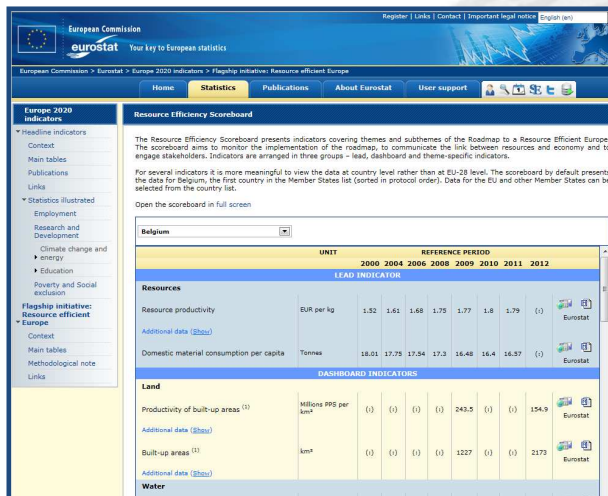 Register | Links | Contact | Important legal notice English (en)
European Commission
eurostat Your key to European statistics
European Commission > Eurostat > Europe 2020 indicators > Flagship initiative: Resource efficient Europe
Home Statistics Publications About Eurostat User support
Europe 2020 indicators
Headline indicators
Context
Main tables
Publications
Links
Statistics illustrated
Employment
Research and Development
Climate change and energy
Education
Poverty and Social exclusion
Flagship initiative: Resource efficient Europe
Context
Main tables
Methodological note
Links
Resource Efficiency Scoreboard
The Resource Efficiency Scoreboard presents indicators covering themes and subthemes of the Roadmap to a Resource Efficient Europe
The scoreboard aims to monitor the implementation of the roadmap, to communicate the link between resources and economy and to
engage stakeholders. Indicators are arranged in three groups – lead, dashboard and theme-specific indicators.
For several indicators it is more meaningful to view the data at country level rather than at EU-28 level. The scoreboard by default presents
the data for Belgium, the first country in the Member States list (sorted in protocol order). Data for the EU and other Member States can be
selected from the country list.
Open the scoreboard in full screen
Belgium
UNIT REFERENCE PERIOD
2000 2004 2006 2008 2009 2010 2011 2012
LEAD INDICATOR
Resources
Resource productivity EUR per kg 1.52 1.61 1.68 1.75 1.77 1.8 1.79 (:) Eurostat
Additional data (Show)
Domestic material consumption per capita Tonnes 18.01 17.75 17.54 17.3 16.48 16.4 16.57 (:) Eurostat
DASHBOARD INDICATORS
Land
Productivity of built-up areas (1) Millions PPS per km² (:) (:) (:) (:) 243.5 (:) (:) 154.9 Eurostat
Additional data (Show)
Built-up areas (1) km² (:) (:) (:) (:) 1227 (:) (:) 2173 Eurostat
Additional data (Show)
Water